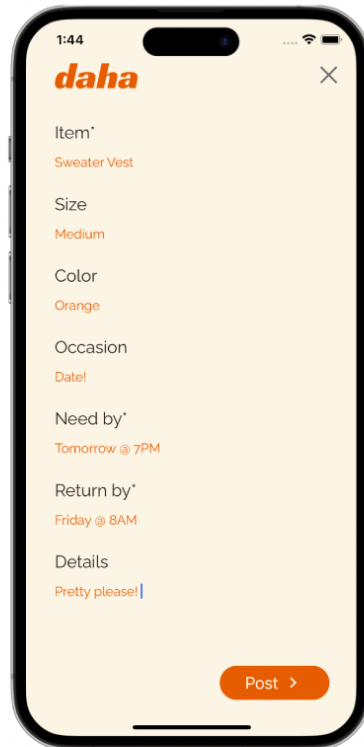 1:44
daha
Item*
Sweater Vest
Size
Medium
Color
Orange
Occasion
Date!
Need by*
Tomorrow @ 7PM
Return by*
Friday @ 8AM
Details
Pretty please!
Post >